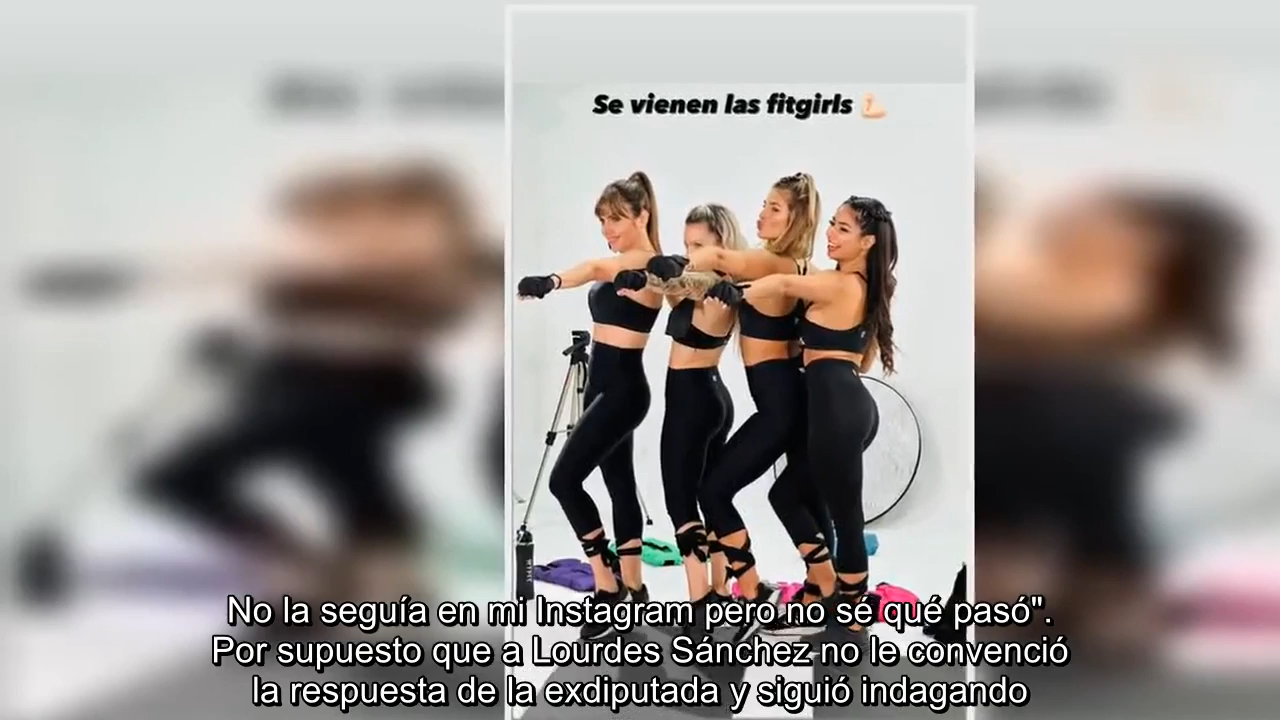 Se vienen las fitgirls 💪🏻
No la seguía en mi Instagram pero no sé qué pasó".
Por supuesto que a Lourdes Sánchez no le convenció
la respuesta de la exdiputada y siguió indagando